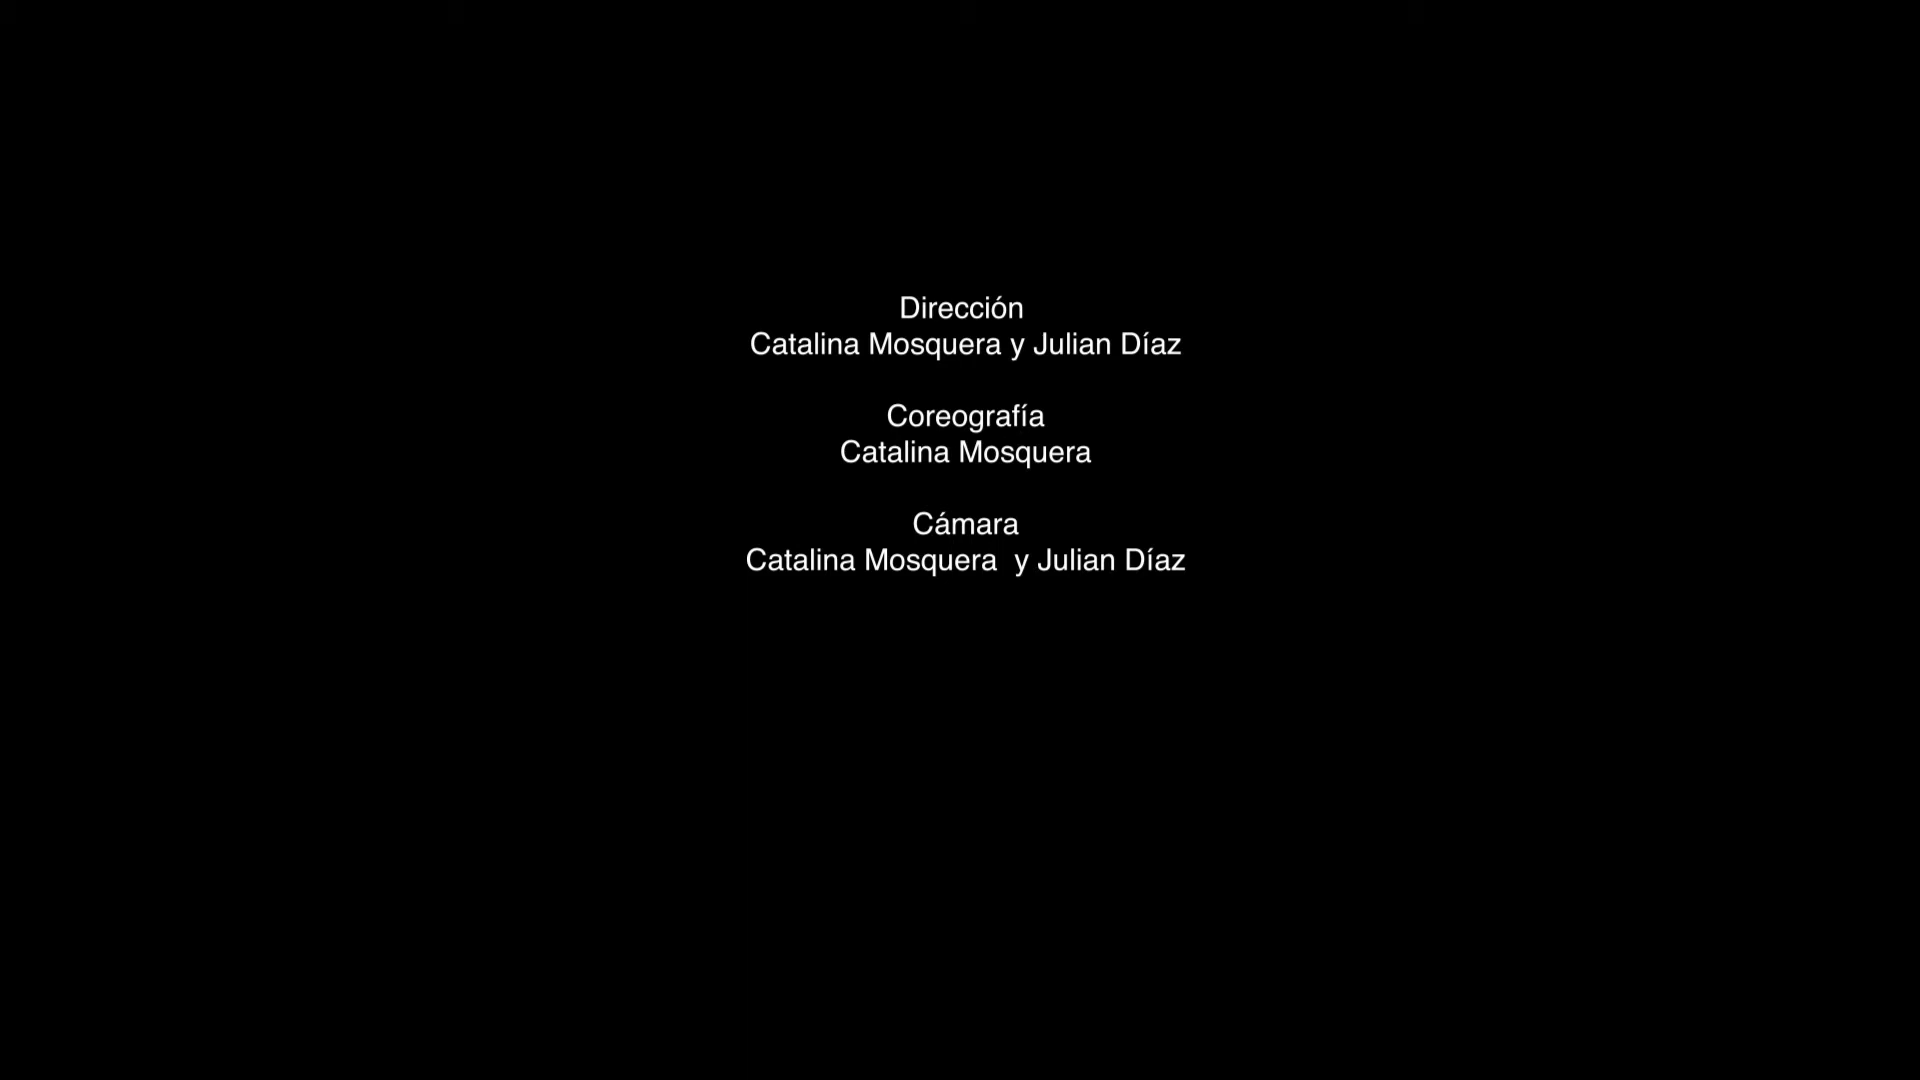 Dirección
Catalina Mosquera y Julian Díaz
Coreografía
Catalina Mosquera
Cámara
Catalina Mosquera  y Julian Díaz